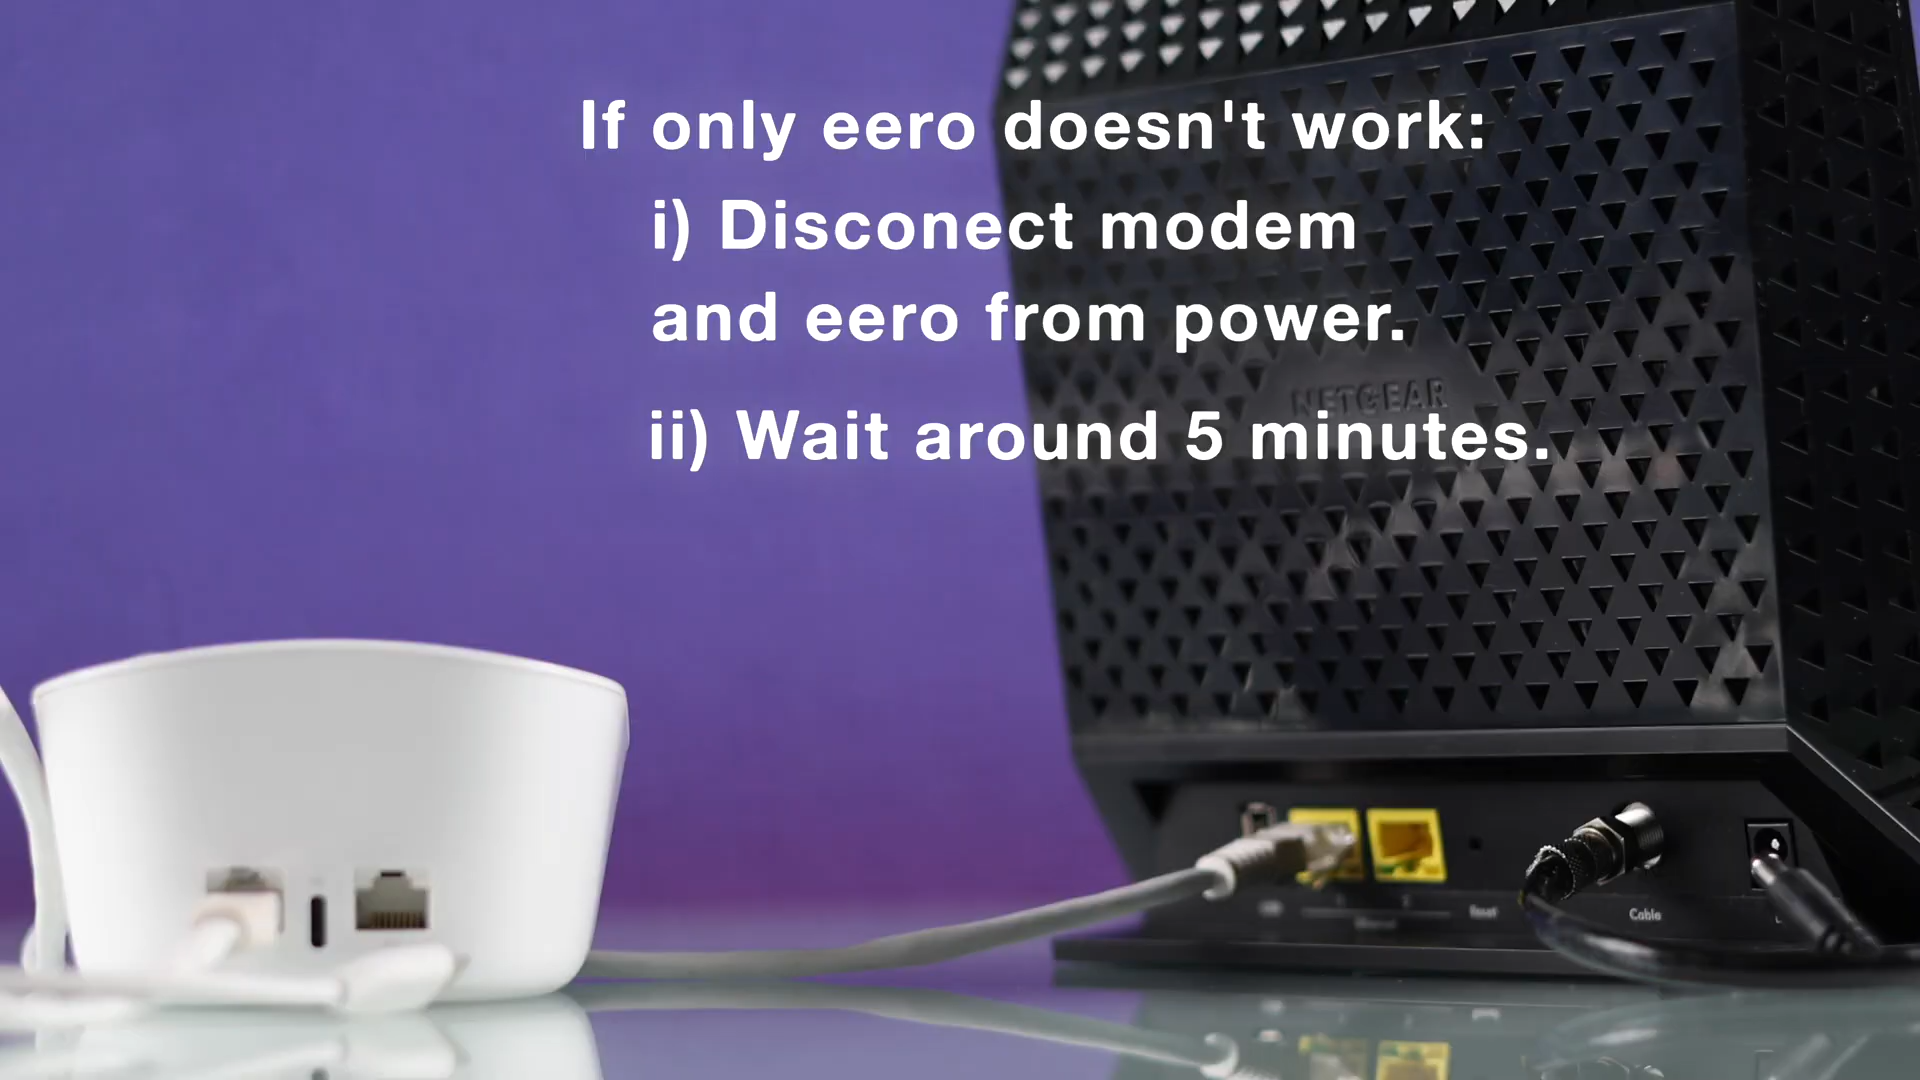 If only eero doesn't work:
i) Disconect modem
and eero from power.
NETGEAR
ii) Wait around 5 minutes.
Reset
Cable